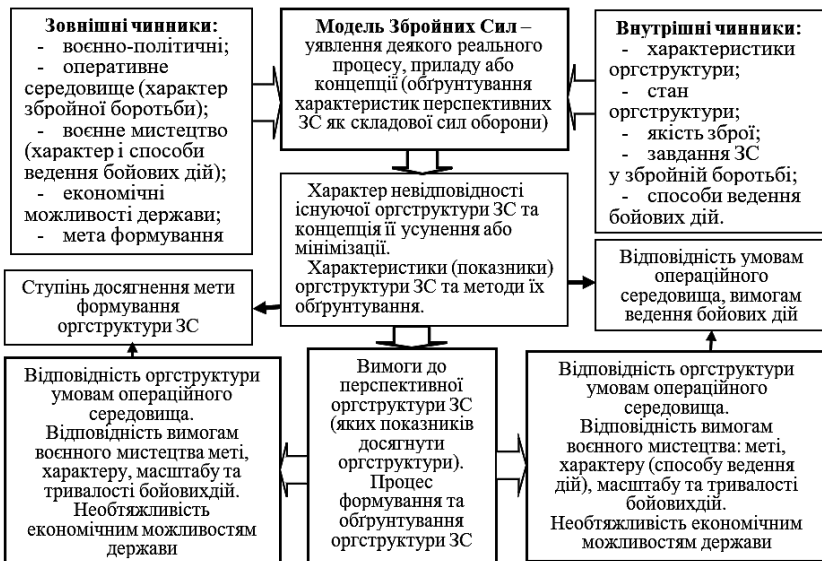 Зовнішні чинники:
- воєнно-політичні;
- оперативне
середовище (характер
збройної боротьби);
- воєнне мистецтво
(характер і способи
ведення бойових дій);
- економічні
можливості держави;
- мета формування
Модель Збройних Сил –
уявлення деякого реального
процесу, приладу або
концепції (обґрунтування
характеристик перспективних
ЗС як складової сил оборони)
Внутрішні чинники:
- характеристики
оргструктури;
- стан
оргструктури;
- якість зброї;
- завдання ЗС
у збройній боротьбі;
- способи ведення
бойових дій.
Характер невідповідності
існуючої оргструктури ЗС та
концепція її усунення або
мінімізації.
Характеристики (показники)
оргструктури ЗС та методи їх
обґрунтування.
Ступінь досягнення мети
формування
оргструктури ЗС
Відповідність умовам
операційного
середовища, вимогам
ведення бойових дій
Відповідність оргструктури
умовам операційного
середовища.
Відповідність вимогам
воєнного мистецтва меті,
характеру, масштабу та
тривалості бойовихдій.
Необтяжливість
економічним можливостям
держави
Вимоги до
перспективної
оргструктури ЗС
(яких показників
досягнути
оргструктури).
Процес
формування та
обґрунтування
оргструктури ЗС
Відповідність оргструктури
умовам операційного
середовища.
Відповідність вимогам
воєнного мистецтва: меті,
характеру (способу ведення
дій), масштабу та тривалості
бойовихдій.
Необтяжливість економічним
можливостям держави